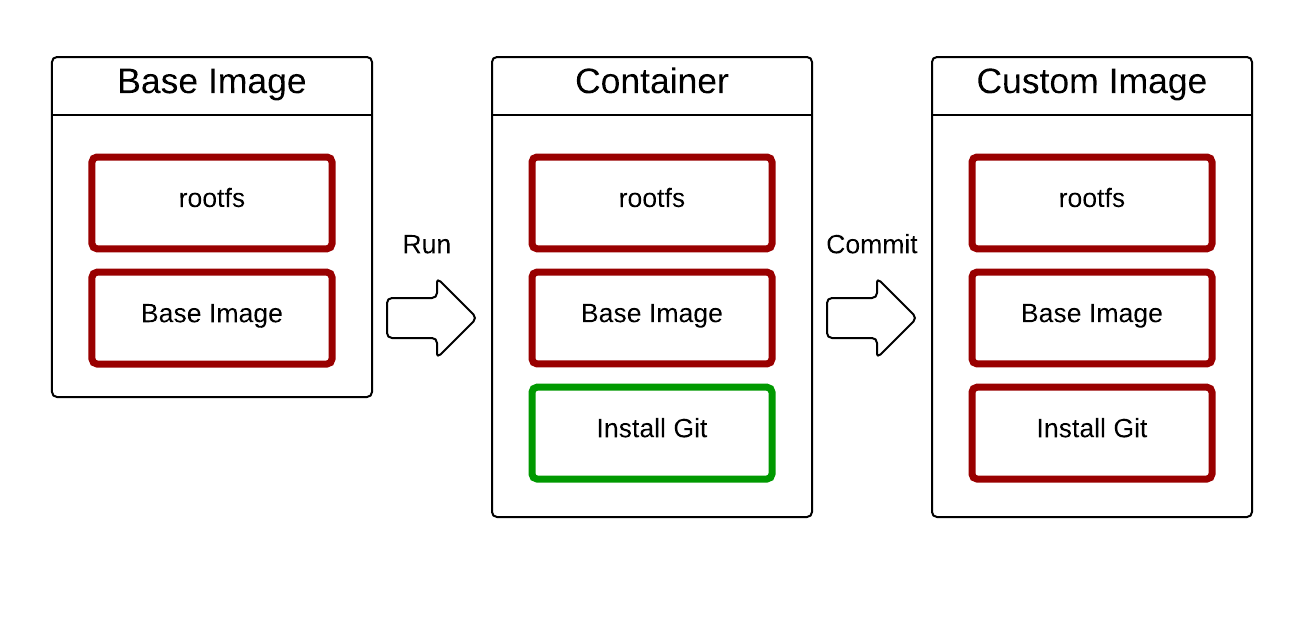 Base Image
rootfs
Base Image
Run
Container
rootfs
Base Image
Install Git
Commit
Custom Image
rootfs
Base Image
Install Git